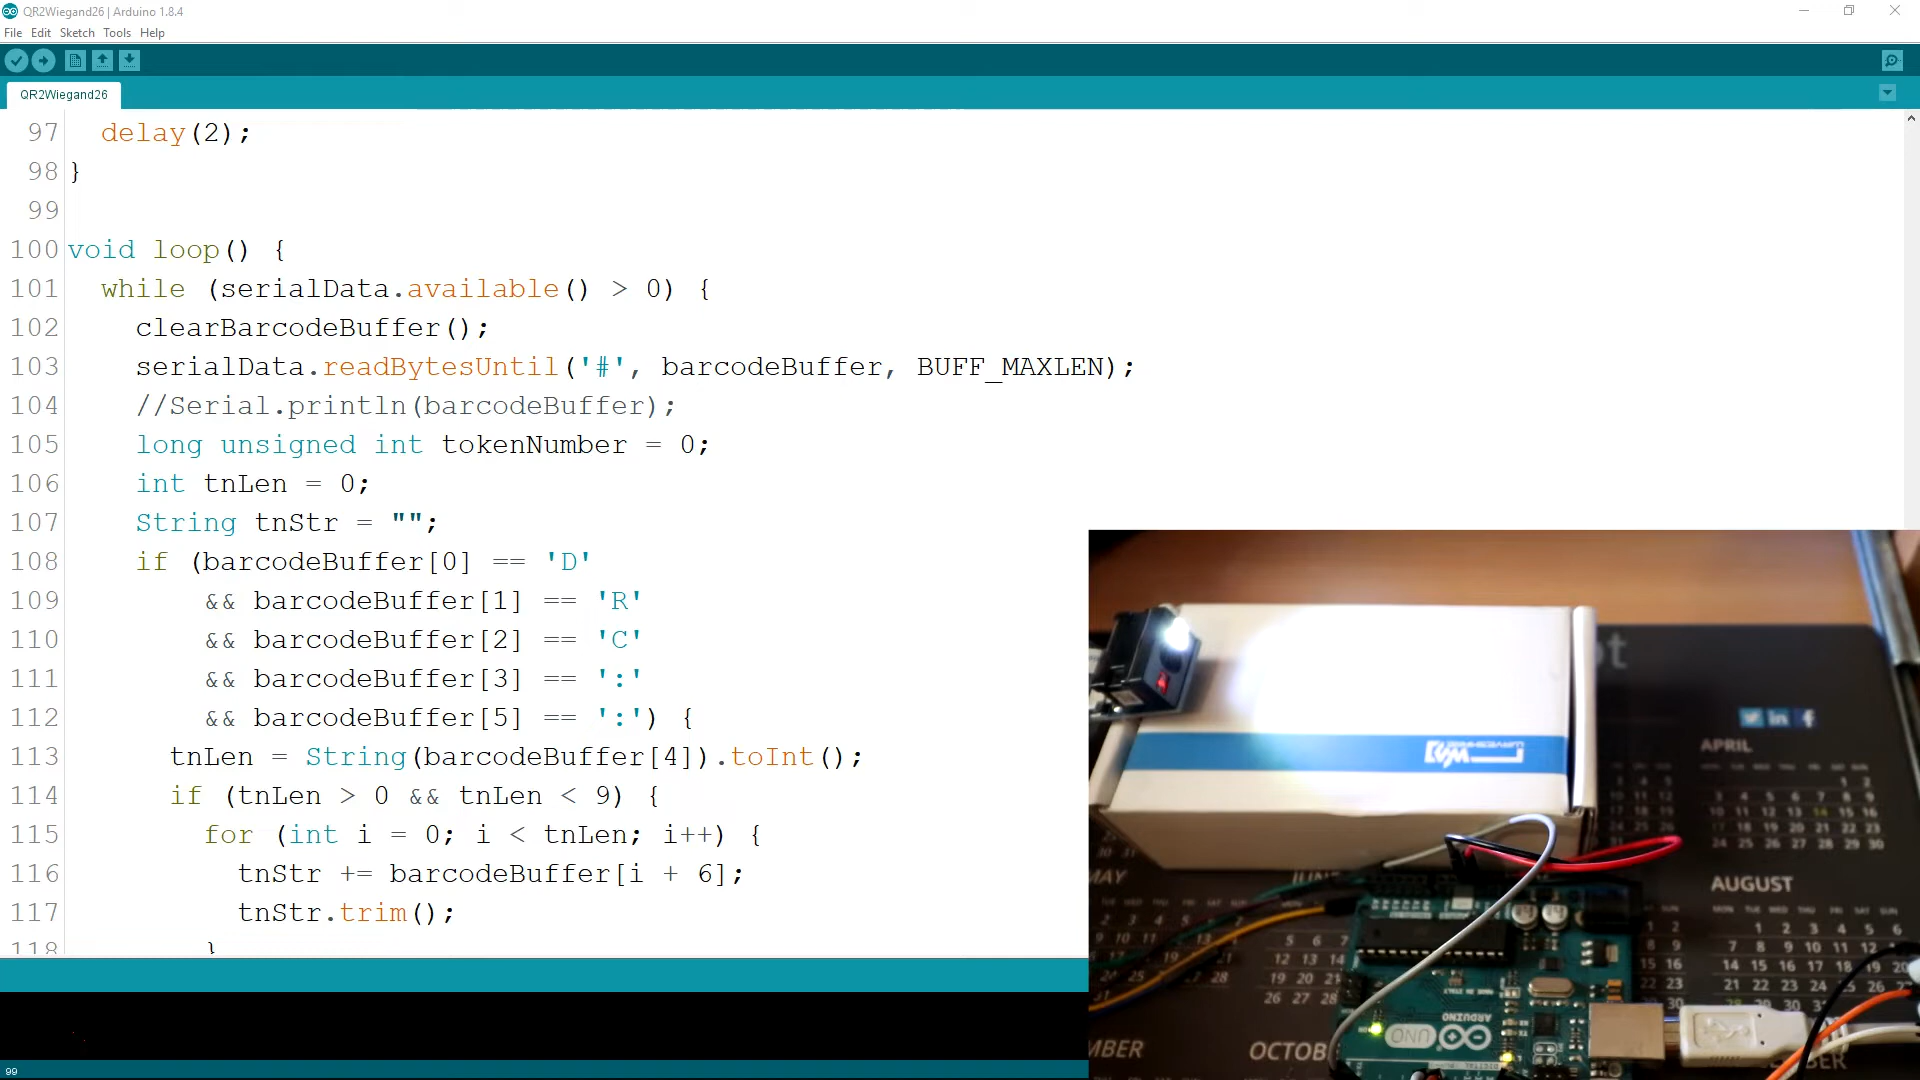 QR2Wiegand26 | Arduino 1.8.4
File Edit Sketch Tools Help
QR2Wiegand26
97 delay(2);
98 }
99
100 void loop() {
101 while (serialData.available() > 0) {
102 clearBarcodeBuffer();
103 serialData.readBytesUntil('#', barcodeBuffer, BUFF_MAXLEN);
104 //Serial.println(barcodeBuffer);
105 long unsigned int tokenNumber = 0;
106 int tnLen = 0;
107 String tnStr = "";
108 if (barcodeBuffer[0] == 'D'
109 && barcodeBuffer[1] == 'R'
110 && barcodeBuffer[2] == 'C'
111 && barcodeBuffer[3] == ':'
112 && barcodeBuffer[5] == ':') {
113 tnLen = String(barcodeBuffer[4]).toInt();
114 if (tnLen > 0 && tnLen < 9) {
115 for (int i = 0; i < tnLen; i++) {
116 tnStr += barcodeBuffer[i + 6];
117 tnStr.trim();
118 }
99
APRIL
AUGUST
ARDUINO
UNO